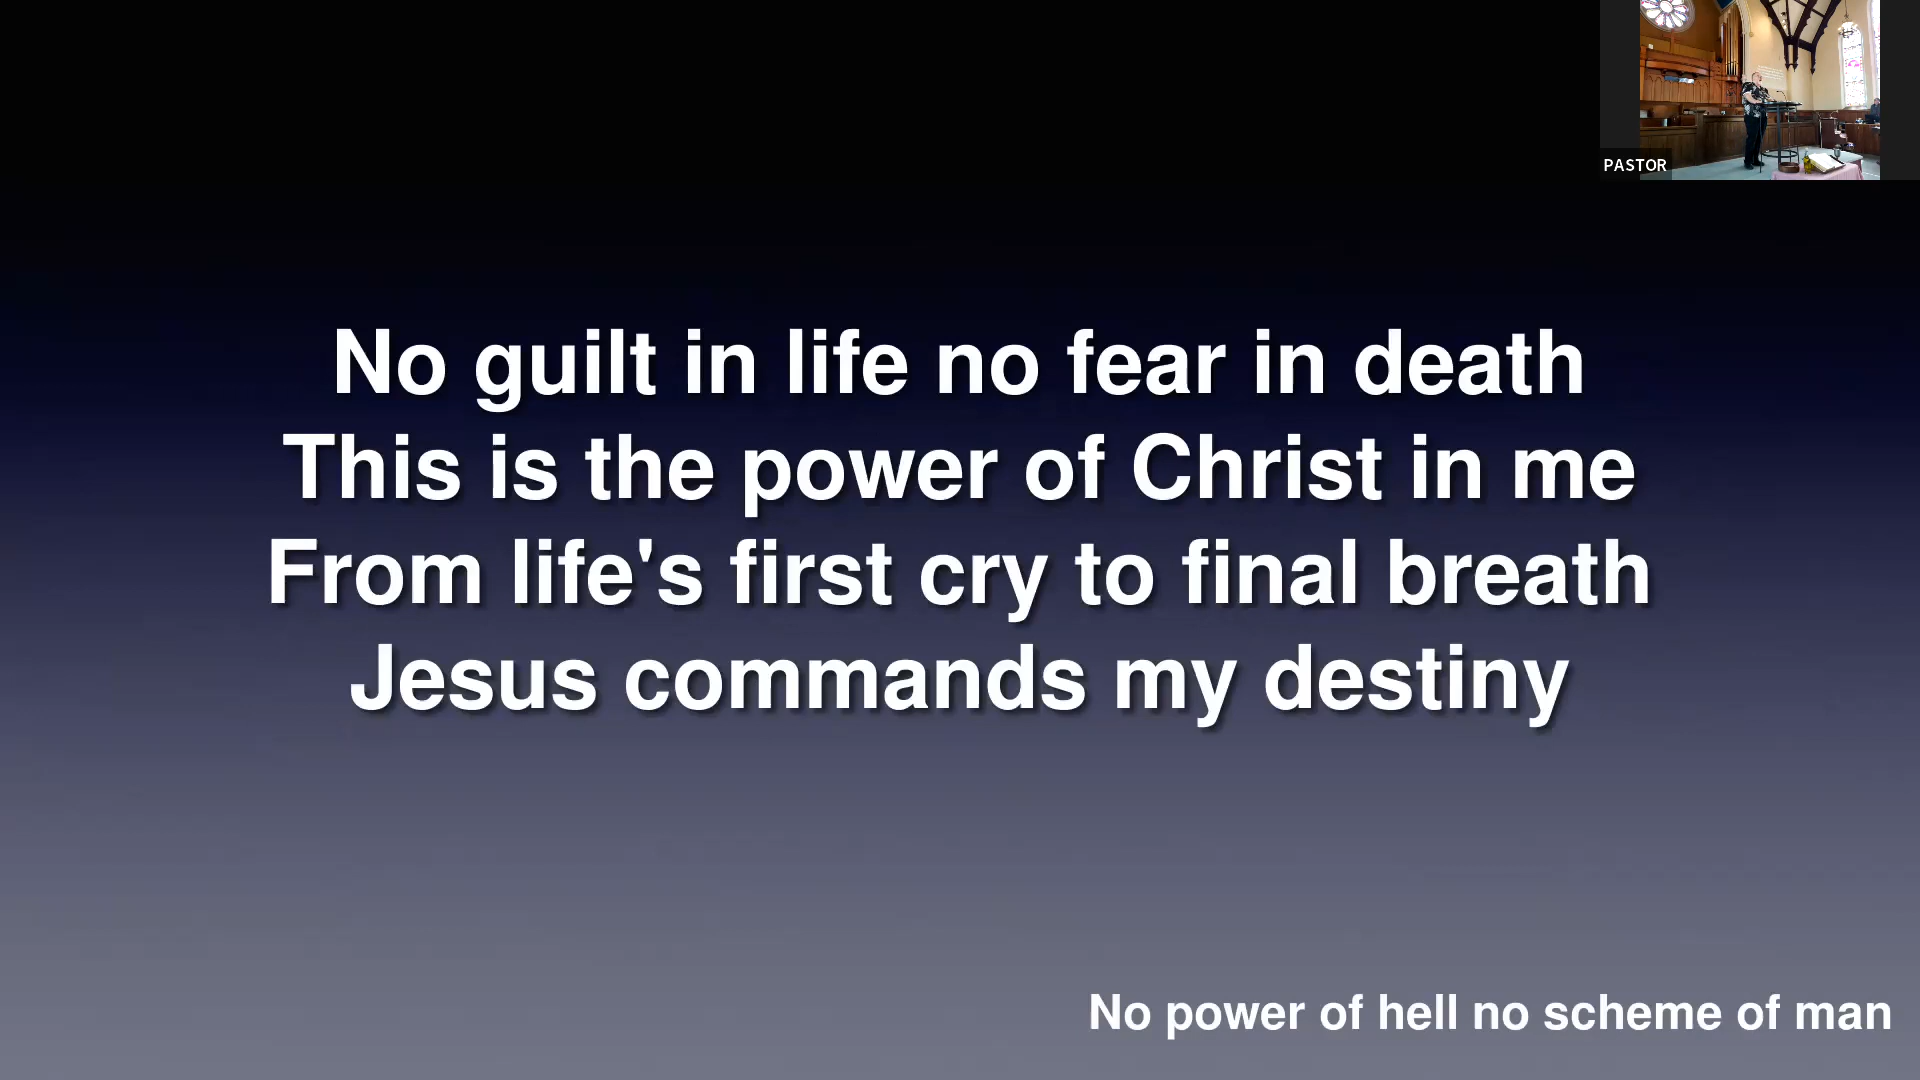 PASTOR
No guilt in life no fear in death
This is the power of Christ in me
From life's first cry to final breath
Jesus commands my destiny
No power of hell no scheme of man